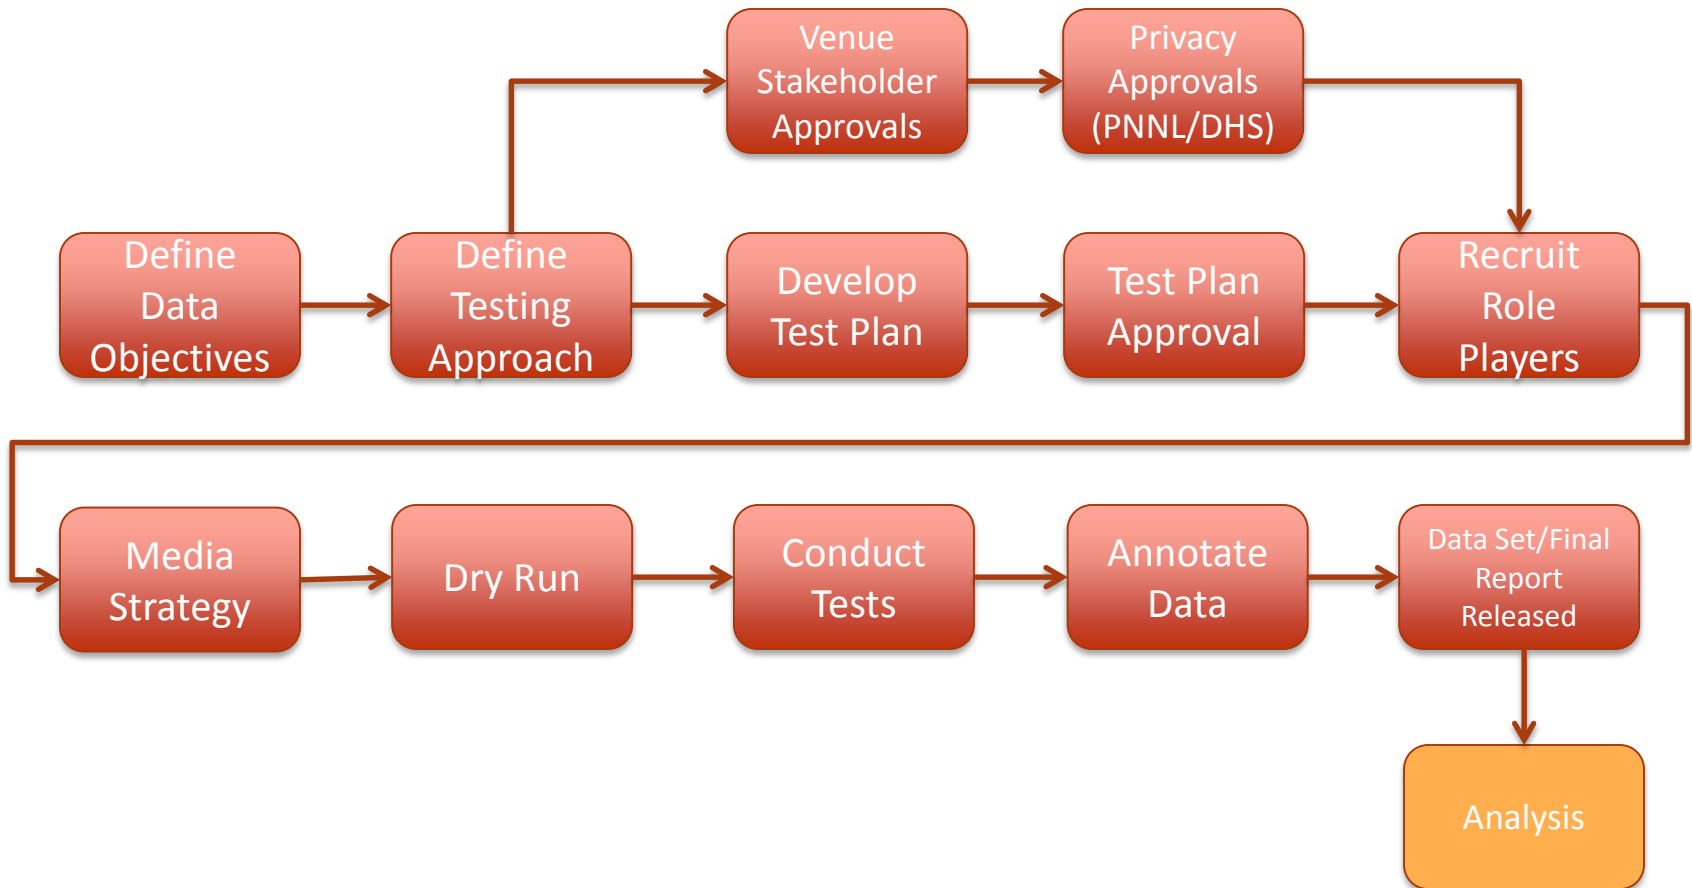 Venue
Stakeholder
Approvals
Privacy
Approvals
(PNNL/DHS)
Define
Data
Objectives
Define
Testing
Approach
Develop
Test Plan
Test Plan
Approval
Recruit
Role
Players
Media
Strategy
Dry Run
Conduct
Tests
Annotate
Data
Data Set/Final
Report
Released
Analysis